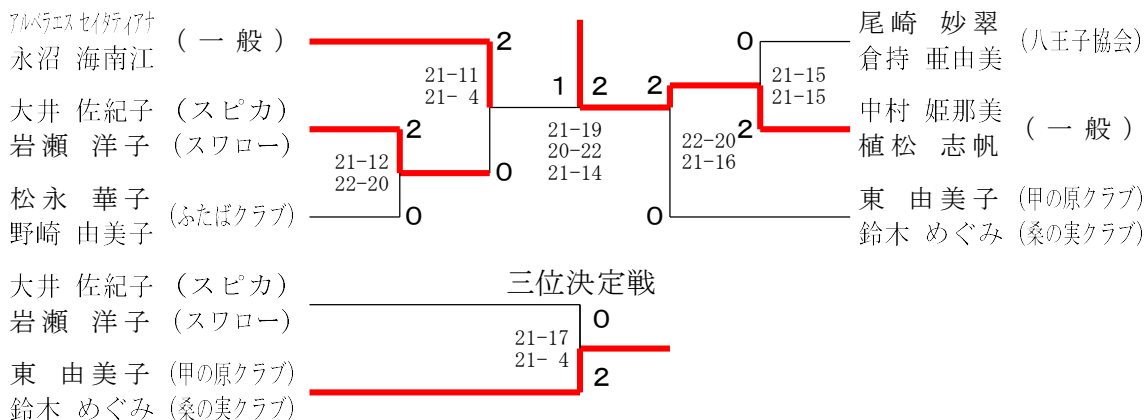 アルベラエス セイタティアナ
永沼 海南江
(一般)
大井 佐紀子 (スピカ)
岩瀬 洋子 (スワロー)
松永 華子
野崎 由美子
(ふたばクラブ)
2
21-11
21- 4
2
21-12
22-20
0
0
1
2
21-19
20-22
21-14
2
0
21-15
21-15
2
22-20
21-16
0
尾崎 妙翠
倉持 亜由美
(八王子協会)
中村 姫那美
植松 志帆
(一般)
東 由美子 (甲の原クラブ)
鈴木 めぐみ (桑の実クラブ)
三位決定戦
大井 佐紀子 (スピカ)
岩瀬 洋子 (スワロー)
東 由美子 (甲の原クラブ)
鈴木 めぐみ (桑の実クラブ)
0
21-17
21- 4
2